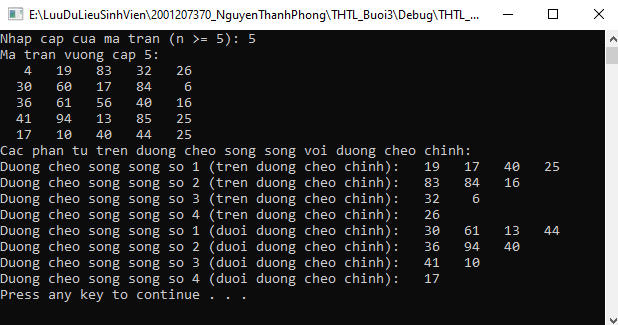 E:\LuuDuLieuSinhVien\2001207370_NguyenThanhPhong\THTL_Buoi3\Debug\THTL_...
Nhap cap cua ma tran (n >= 5): 5
Ma tran vuong cap 5:
4 19 83 32 26
30 60 17 84 6
36 61 56 40 16
41 94 13 85 25
17 10 40 44 25
Cac phan tu tren duong cheo song song voi duong cheo chinh:
Duong cheo song song so 1 (tren duong cheo chinh): 19 17 40 25
Duong cheo song song so 2 (tren duong cheo chinh): 83 84 16
Duong cheo song song so 3 (tren duong cheo chinh): 32 6
Duong cheo song song so 4 (tren duong cheo chinh): 26
Duong cheo song song so 1 (duoi duong cheo chinh): 30 61 13 44
Duong cheo song song so 2 (duoi duong cheo chinh): 36 94 40
Duong cheo song song so 3 (duoi duong cheo chinh): 41 10
Duong cheo song song so 4 (duoi duong cheo chinh): 17
Press any key to continue . . .